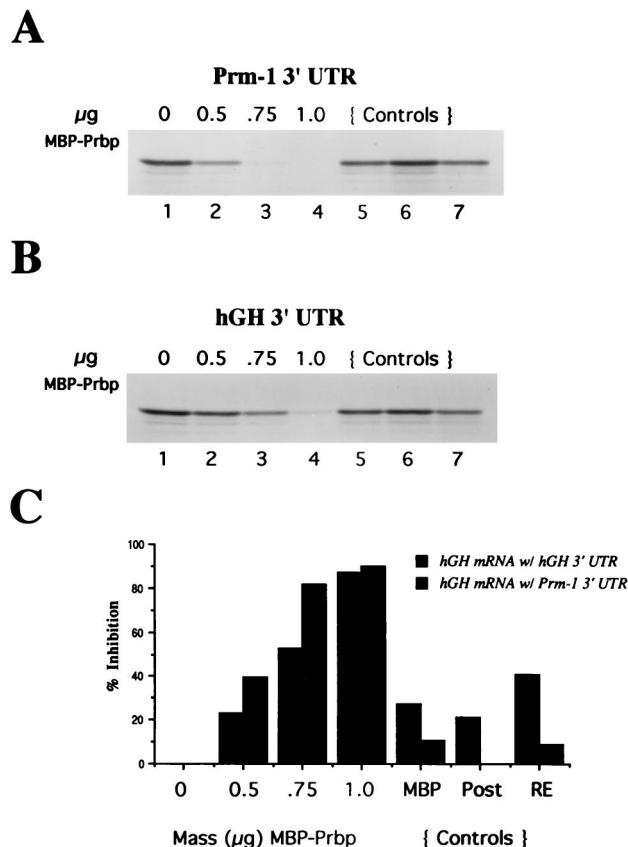 A
Prm-1 3' UTR
µg 0 0.5 .75 1.0 { Controls }
MBP-Prbp
1 2 3 4 5 6 7
B
hGH 3' UTR
µg 0 0.5 .75 1.0 { Controls }
MBP-Prbp
1 2 3 4 5 6 7
C
100
80
60
40
20
0
% Inhibition
hGH mRNA w/ hGH 3' UTR
hGH mRNA w/ Prm-1 3' UTR
0 0.5 .75 1.0 MBP Post RE
Mass (µg) MBP-Prbp { Controls }